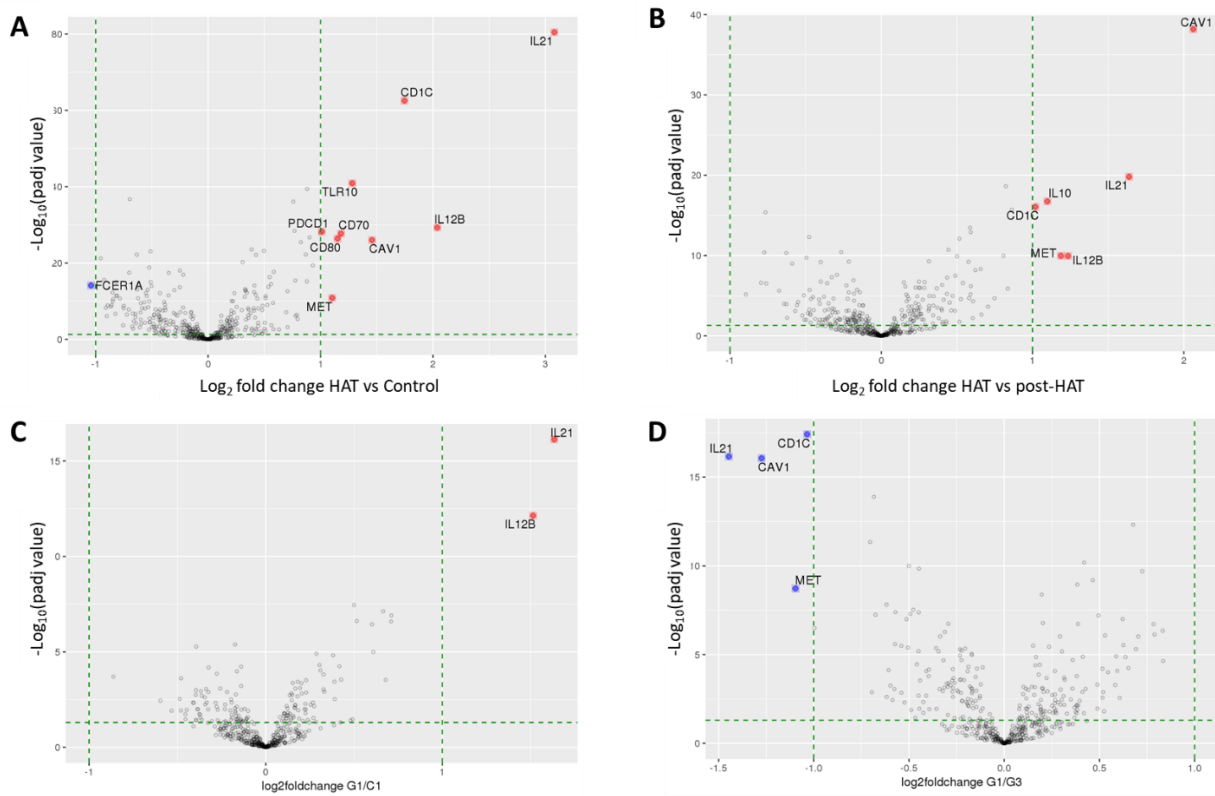 A
80
30
10
20
0
-1
0
1
2
3
IL21
CD1C
TLR10
PDCD1
CD70
IL12B
CD80
CAV1
FCER1A
MET
-Log10(padj value)
Log2 fold change HAT vs Control
B
40
30
20
10
0
-1
0
1
2
CAV1
IL21
IL10
CD1C
MET
IL12B
-Log10(padj value)
Log2 fold change HAT vs post-HAT
C
15
0
5
0
-1
0
1
IL21
IL12B
-Log10(padj value)
log2foldchange G1/C1
D
15
10
5
0
-1.5
-1.0
-0.5
0.0
0.5
1.0
IL21
CD1C
CAV1
MET
-Log10(padj value)
log2foldchange G1/G3